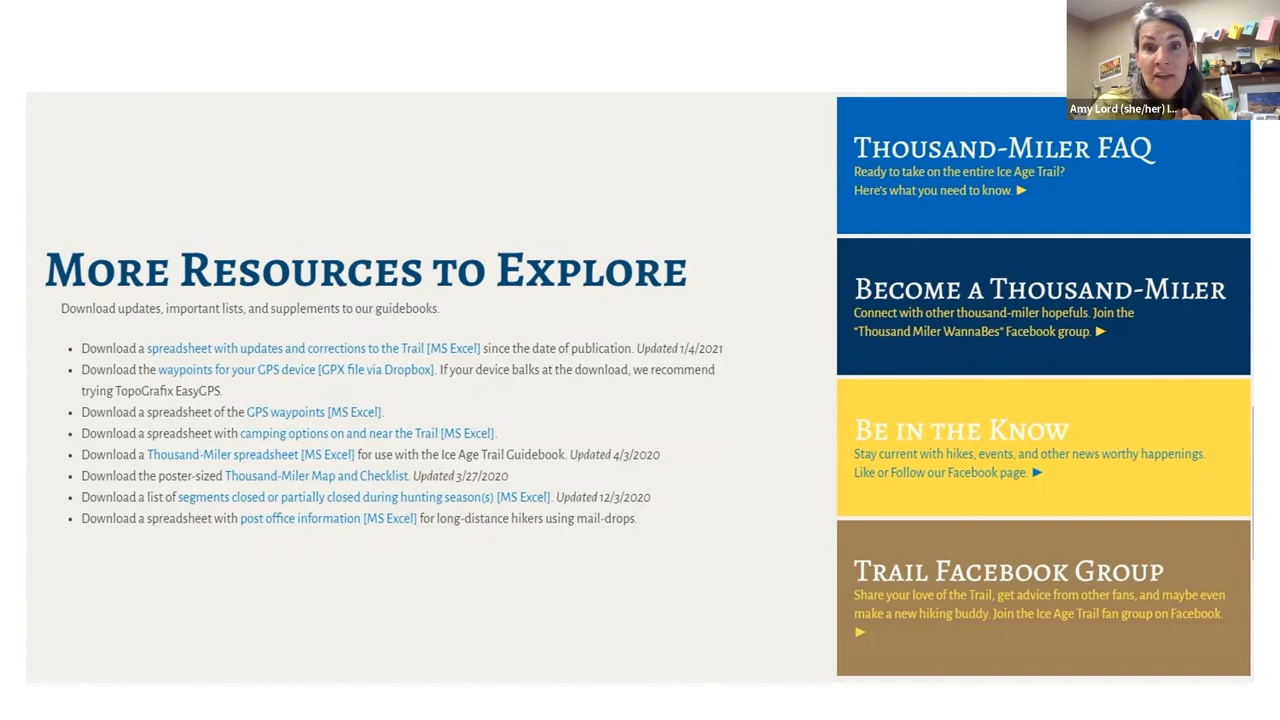 Amy Lord (she/her) I...
More Resources to Explore
Download updates, important lists, and supplements to our guidebooks.
• Download a spreadsheet with updates and corrections to the Trail [MS Excel] since the date of publication. Updated 1/4/2021
• Download the waypoints for your GPS device [GPX file via Dropbox]. If your device balks at the download, we recommend
trying TopoGrafix EasyGPS.
• Download a spreadsheet of the GPS waypoints [MS Excel].
• Download a spreadsheet with camping options on and near the Trail [MS Excel].
• Download a Thousand-Miler spreadsheet [MS Excel] for use with the Ice Age Trail Guidebook. Updated 4/3/2020
• Download the poster-sized Thousand-Miler Map and Checklist. Updated 3/27/2020
• Download a list of segments closed or partially closed during hunting season(s) [MS Excel]. Updated 12/3/2020
• Download a spreadsheet with post office information [MS Excel] for long-distance hikers using mail-drops.
Thousand-Miler FAQ
Ready to take on the entire Ice Age Trail?
Here's what you need to know. ►
Become a Thousand-Miler
Connect with other thousand-miler hopefuls. Join the
“Thousand Miler WannaBes” Facebook group. ►
Be in the Know
Stay current with hikes, events, and other news worthy happenings.
Like or Follow our Facebook page. ►
Trail Facebook Group
Share your love of the Trail, get advice from other fans, and maybe even
make a new hiking buddy. Join the Ice Age Trail fan group on Facebook.
►